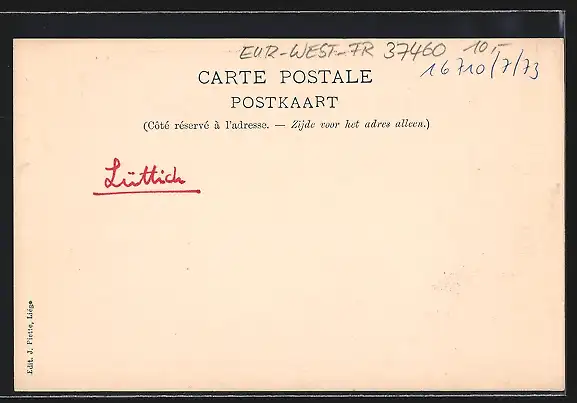 EUR-WEST-FR 37460 10,-
16710/7/73
CARTE POSTALE
POSTKAART
(Côté réservé à l'adresse. — Zijde voor het adres alleen.)
Lüttich
Edit. J. Piette, Liége